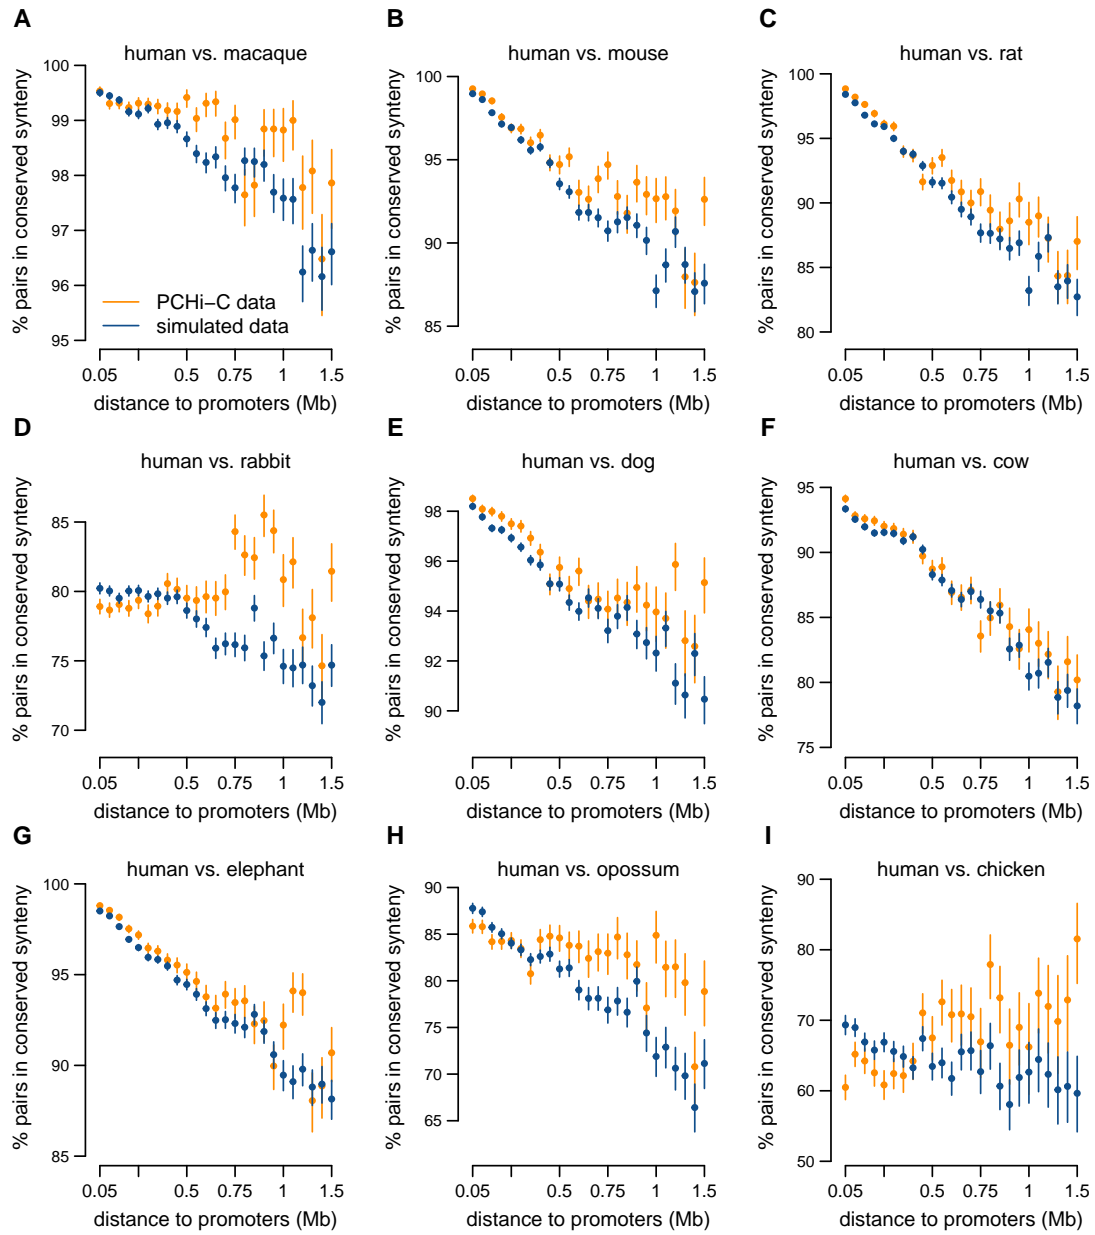 A
human vs. macaque
% pairs in conserved synteny
100
99
98
97
96
95
PCHi−C data
simulated data
0.05 0.5 0.75 1 1.5
distance to promoters (Mb)
B
human vs. mouse
% pairs in conserved synteny
100
95
90
85
0.05 0.5 0.75 1 1.5
distance to promoters (Mb)
C
human vs. rat
% pairs in conserved synteny
100
95
90
85
80
0.05 0.5 0.75 1 1.5
distance to promoters (Mb)
D
human vs. rabbit
% pairs in conserved synteny
85
80
75
70
0.05 0.5 0.75 1 1.5
distance to promoters (Mb)
E
human vs. dog
% pairs in conserved synteny
98
96
94
92
90
0.05 0.5 0.75 1 1.5
distance to promoters (Mb)
F
human vs. cow
% pairs in conserved synteny
95
90
85
80
75
0.05 0.5 0.75 1 1.5
distance to promoters (Mb)
G
human vs. elephant
% pairs in conserved synteny
100
95
90
85
0.05 0.5 0.75 1 1.5
distance to promoters (Mb)
H
human vs. opossum
% pairs in conserved synteny
90
85
80
75
70
65
0.05 0.5 0.75 1 1.5
distance to promoters (Mb)
I
human vs. chicken
% pairs in conserved synteny
90
80
70
60
50
0.05 0.5 0.75 1 1.5
distance to promoters (Mb)